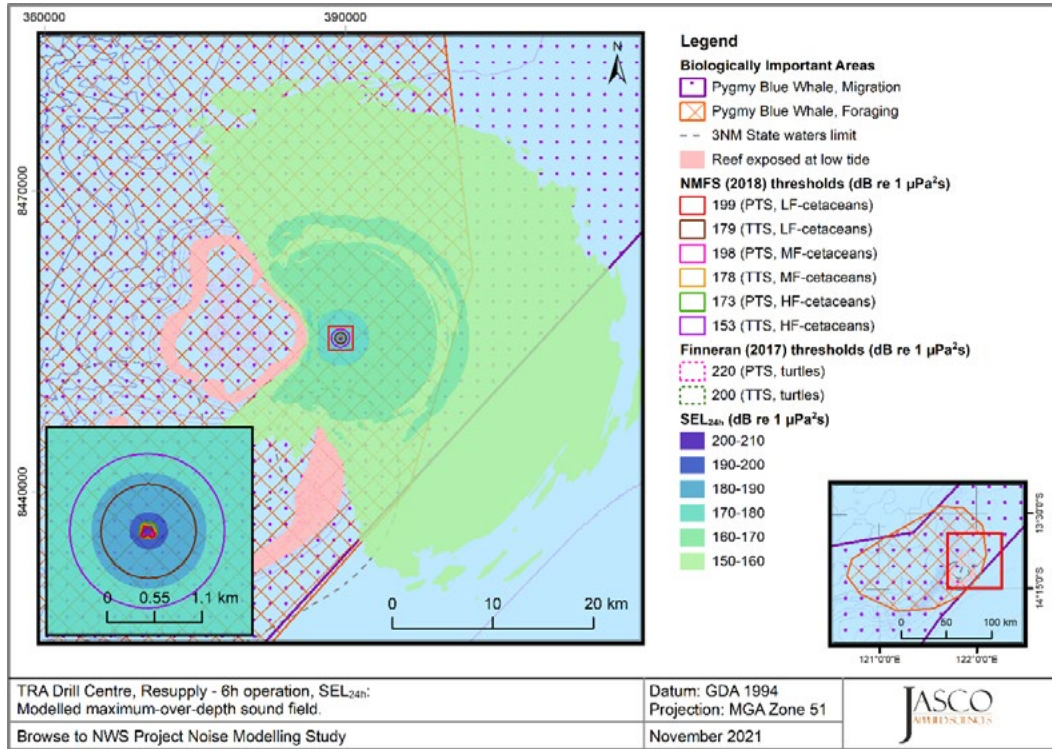 360000
390000
8470000
8440000
N
0 0.55 1.1 km
0 10 20 km
Legend
Biologically Important Areas
Pygmy Blue Whale, Migration
Pygmy Blue Whale, Foraging
3NM State waters limit
Reef exposed at low tide
NMFS (2018) thresholds (dB re 1 µPa²s)
199 (PTS, LF-cetaceans)
179 (TTS, LF-cetaceans)
198 (PTS, MF-cetaceans)
178 (TTS, MF-cetaceans)
173 (PTS, HF-cetaceans)
153 (TTS, HF-cetaceans)
Finneran (2017) thresholds (dB re 1 µPa²s)
220 (PTS, turtles)
200 (TTS, turtles)
SEL24h (dB re 1 µPa²s)
200-210
190-200
180-190
170-180
160-170
150-160
13°30'0"S
14°15'0"S
0 50 100 km
121°0'0"E 122°0'0"E
TRA Drill Centre, Resupply - 6h operation, SEL24h:
Modelled maximum-over-depth sound field.
Browse to NWS Project Noise Modelling Study
Datum: GDA 1994
Projection: MGA Zone 51
November 2021
JASCO
APPLIED SCIENCES